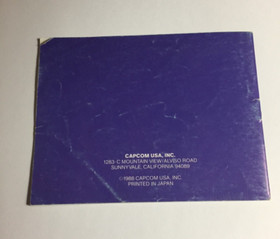 CAPCOM USA, INC.
1283-C MOUNTAIN VIEW/ALVISO ROAD
SUNNYVALE, CALIFORNIA 94089
©1988 CAPCOM USA, INC.
PRINTED IN JAPAN